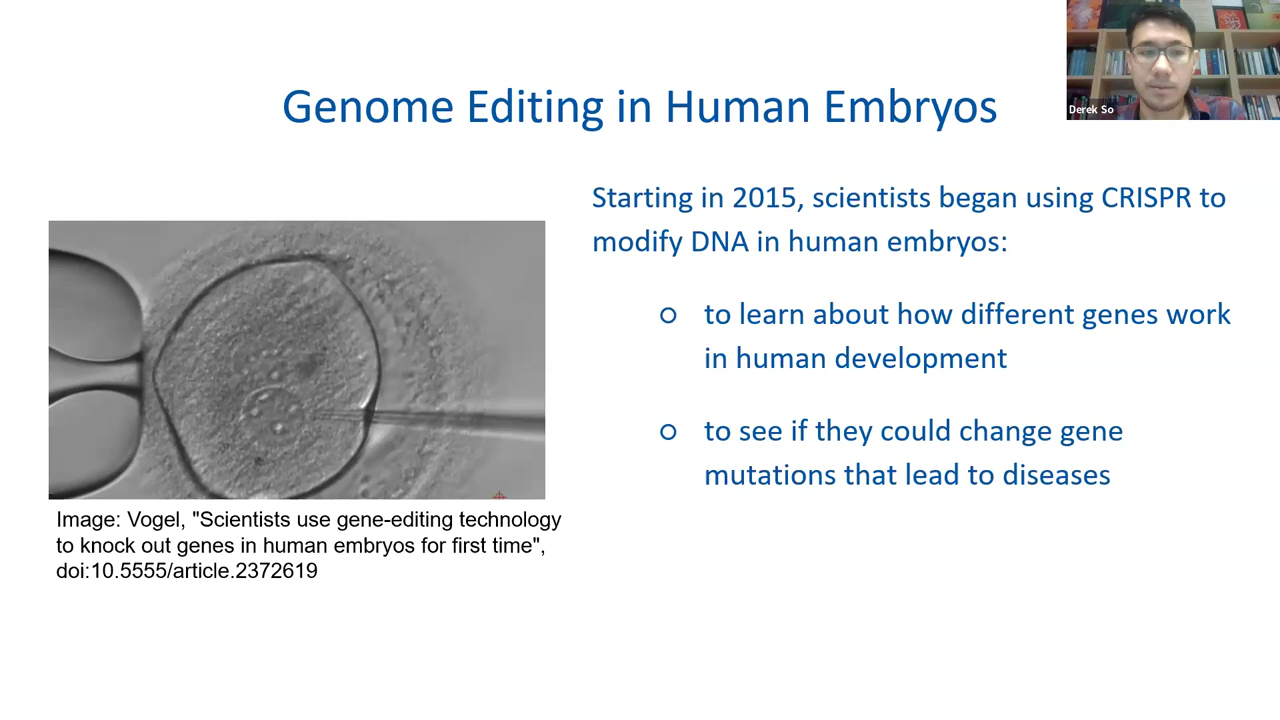 Genome Editing in Human Embryos
Derek So
Starting in 2015, scientists began using CRISPR to
modify DNA in human embryos:
to learn about how different genes work
in human development
to see if they could change gene
mutations that lead to diseases
Image: Vogel, "Scientists use gene-editing technology
to knock out genes in human embryos for first time",
doi:10.5555/article.2372619